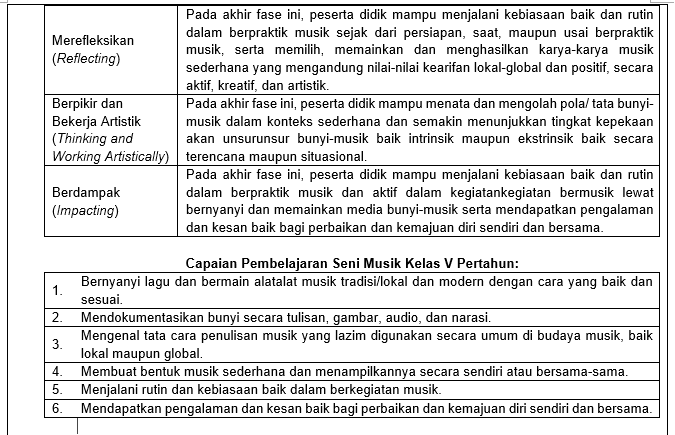 Pada akhir fase ini, peserta didik mampu menjalani kebiasaan baik dan rutin
dalam berpraktik musik sejak dari persiapan, saat, maupun usai berpraktik
Merefleksikan
(Reflecting)
musik, serta memilih, memainkan dan menghasilkan karya-karya musik
sederhana yang mengandung nilai-nilai kearifan lokal-global dan positif, secara
aktif, kreatif, dan artistik.
Berpikir dan
Bekerja Artistik
(Thinking and
Working Artistically)
Pada akhir fase ini, peserta didik mampu menata dan mengolah pola/ tata bunyi-
musik dalam konteks sederhana dan semakin menunjukkan tingkat kepekaan
akan unsurunsur bunyi-musik baik intrinsik maupun ekstrinsik baik secara
terencana maupun situasional.
Berdampak
(Impacting)
Pada akhir fase ini, peserta didik mampu menjalani kebiasaan baik dan rutin
dalam berpraktik musik dan aktif dalam kegiatankegiatan bermusik lewat
bernyanyi dan memainkan media bunyi-musik serta mendapatkan pengalaman
dan kesan baik bagi perbaikan dan kemajuan diri sendiri dan bersama.
Capaian Pembelajaran Seni Musik Kelas V Pertahun:
1. Bernyanyi lagu dan bermain alatalat musik tradisi/lokal dan modern dengan cara yang baik dan
sesuai.
2. Mendokumentasikan bunyi secara tulisan, gambar, audio, dan narasi.
3. Mengenal tata cara penulisan musik yang lazim digunakan secara umum di budaya musik, baik
lokal maupun global.
4. Membuat bentuk musik sederhana dan menampilkannya secara sendiri atau bersama-sama.
5. Menjalani rutin dan kebiasaan baik dalam berkegiatan musik.
6. Mendapatkan pengalaman dan kesan baik bagi perbaikan dan kemajuan diri sendiri dan bersama.